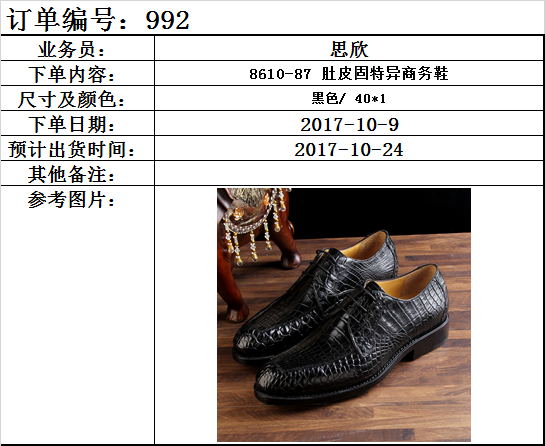 订单编号：992
业务员： 思欣
下单内容： 8610-87 肚皮固特异商务鞋
尺寸及颜色： 黑色/ 40*1
下单日期： 2017-10-9
预计出货时间： 2017-10-24
其他备注：
参考图片：